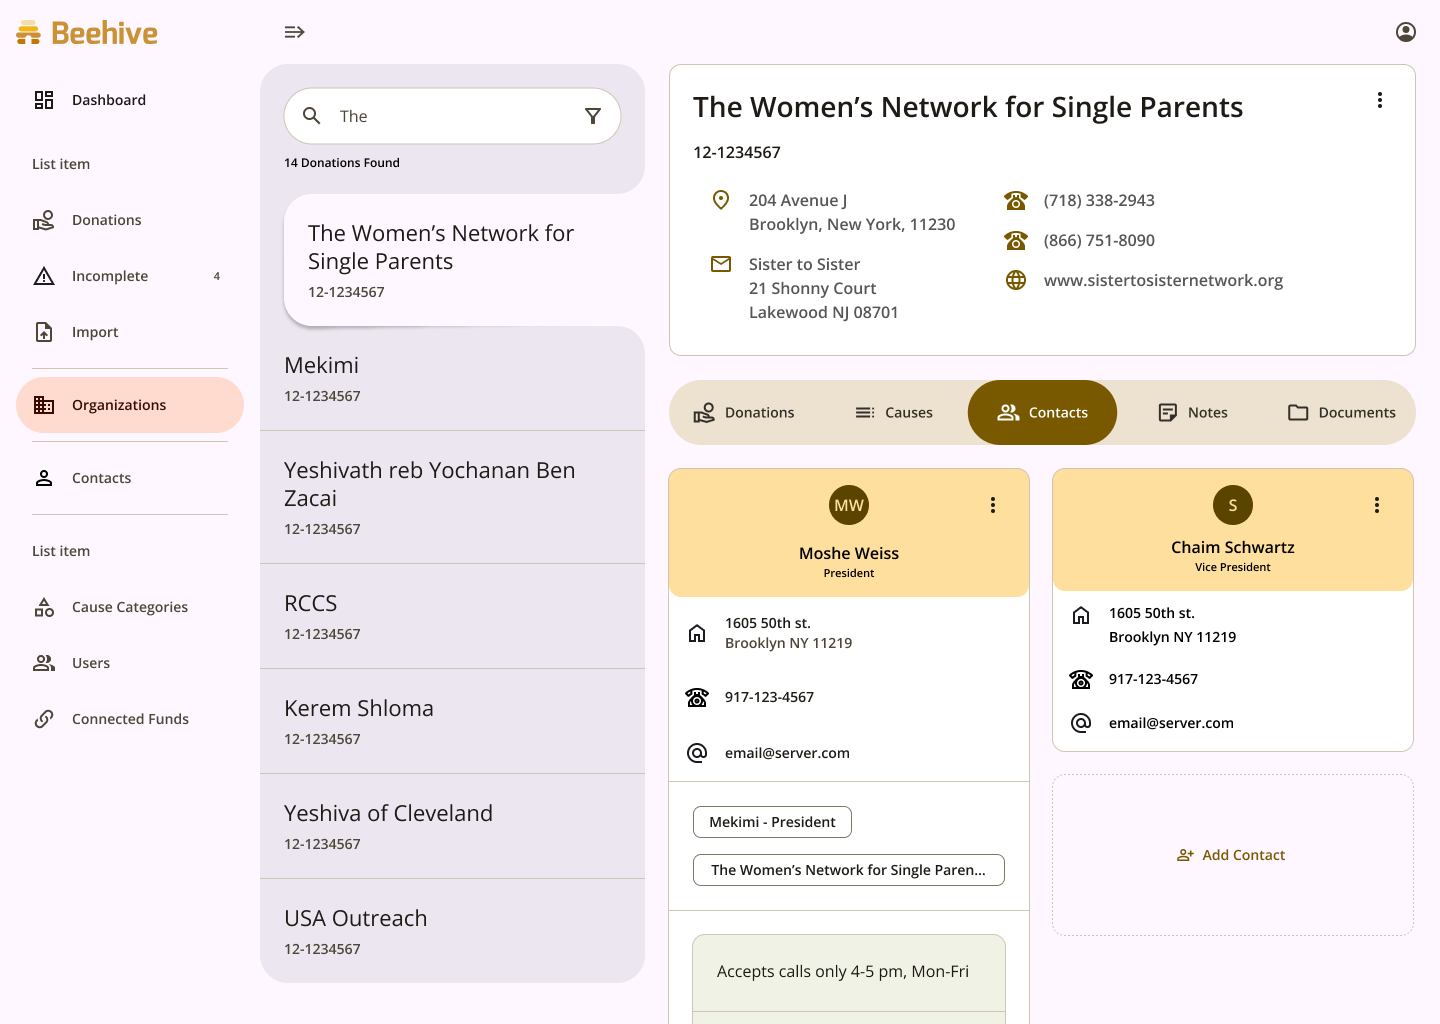 Beehive
Dashboard
List item
Donations
Incomplete 4
Import
Organizations
Contacts
List item
Cause Categories
Users
Connected Funds
The
14 Donations Found
The Women’s Network for
Single Parents
12-1234567
Mekimi
12-1234567
Yeshivath reb Yochanan Ben
Zacai
12-1234567
RCCS
12-1234567
Kerem Shloma
12-1234567
Yeshiva of Cleveland
12-1234567
USA Outreach
12-1234567
The Women’s Network for Single Parents
12-1234567
204 Avenue J
Brooklyn, New York, 11230
Sister to Sister
21 Shonny Court
Lakewood NJ 08701
(718) 338-2943
(866) 751-8090
www.sistertosisternetwork.org
Donations Causes Contacts Notes Documents
MW
Moshe Weiss
President
1605 50th st.
Brooklyn NY 11219
917-123-4567
email@server.com
Mekimi - President
The Women’s Network for Single Paren...
Accepts calls only 4-5 pm, Mon-Fri
S
Chaim Schwartz
Vice President
1605 50th st.
Brooklyn NY 11219
917-123-4567
email@server.com
Add Contact